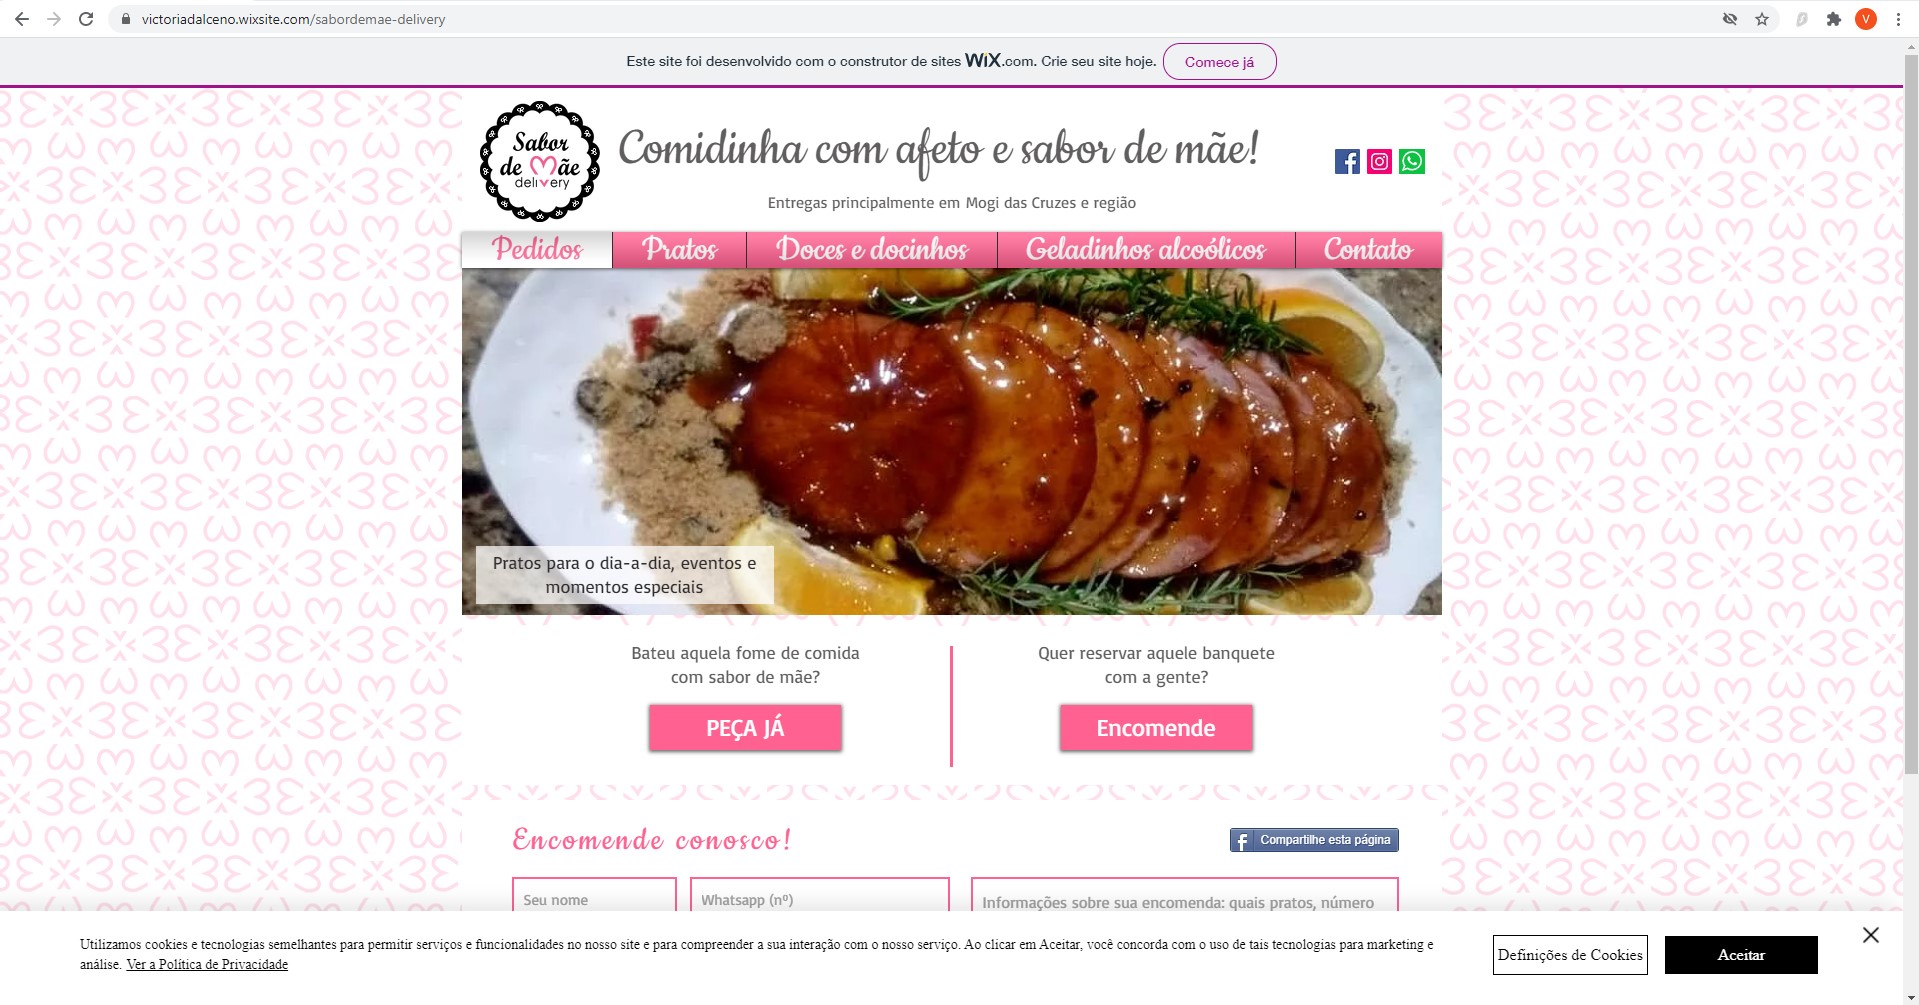 victoriadalceno.wixsite.com/sabordemae-delivery
V
Este site foi desenvolvido com o construtor de sites WiX.com. Crie seu site hoje.
Comece já
Sabor
de mãe
delivery
Comidinha com afeto e sabor de mãe!
Entregas principalmente em Mogi das Cruzes e região
Pedidos
Pratos
Doces e docinhos
Geladinhos alcoólicos
Contato
Pratos para o dia-a-dia, eventos e
momentos especiais
Bateu aquela fome de comida
com sabor de mãe?
PEÇA JÁ
Quer reservar aquele banquete
com a gente?
Encomende
Encomende conosco!
Compartilhe esta página
Seu nome
Whatsapp (nº)
Informações sobre sua encomenda: quais pratos, número
Utilizamos cookies e tecnologias semelhantes para permitir serviços e funcionalidades no nosso site e para compreender a sua interação com o nosso serviço. Ao clicar em Aceitar, você concorda com o uso de tais tecnologias para marketing e
análise. Ver a Política de Privacidade
Definições de Cookies
Aceitar